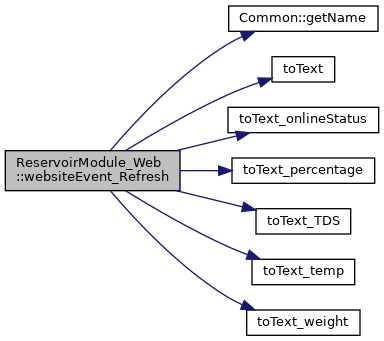 Common::getName
toText
toText_onlineStatus
ReservoirModule_Web
::websiteEvent_Refresh
toText_percentage
toText_TDS
toText_temp
toText_weight